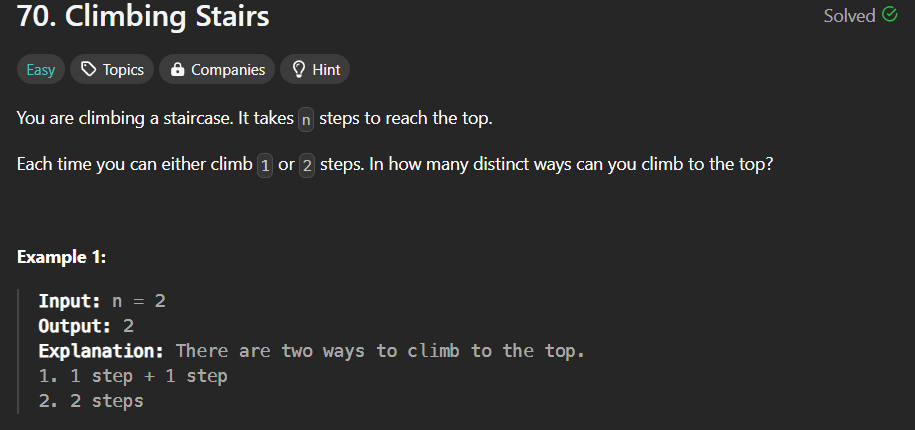 70. Climbing Stairs
Solved
Easy Topics Companies Hint
You are climbing a staircase. It takes n steps to reach the top.
Each time you can either climb 1 or 2 steps. In how many distinct ways can you climb to the top?
Example 1:
Input: n = 2
Output: 2
Explanation: There are two ways to climb to the top.
1. 1 step + 1 step
2. 2 steps